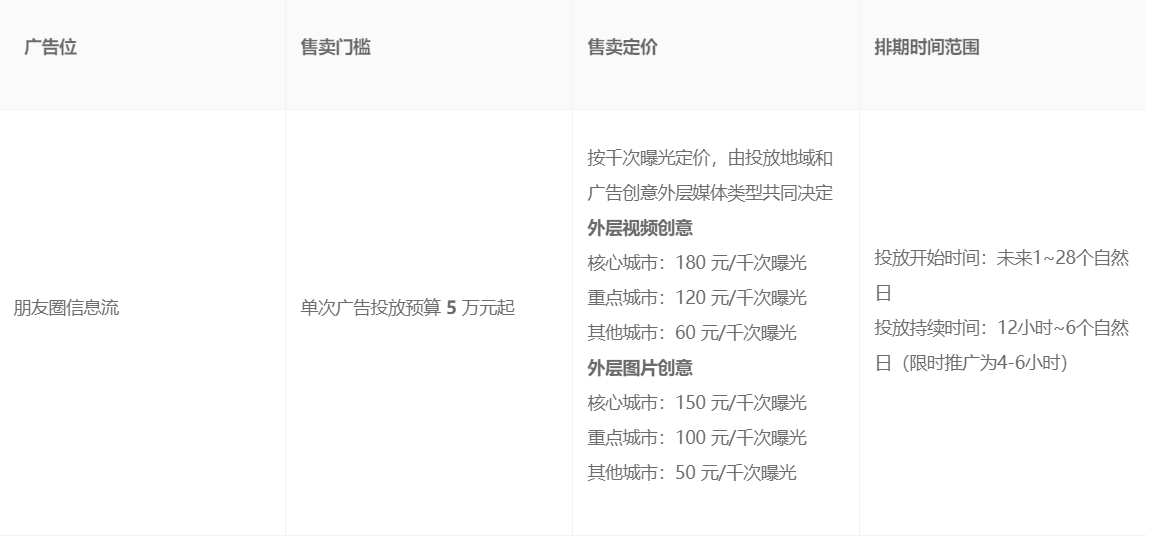 广告位
售卖门槛
售卖定价
排期时间范围
朋友圈信息流
单次广告投放预算 5 万元起
按千次曝光定价，由投放地域和
广告创意外层媒体类型共同决定
外层视频创意
核心城市：180 元/千次曝光
重点城市：120 元/千次曝光
其他城市：60 元/千次曝光
外层图片创意
核心城市：150 元/千次曝光
重点城市：100 元/千次曝光
其他城市：50 元/千次曝光
投放开始时间：未来1~28个自然
日
投放持续时间：12小时~6个自然
日（限时推广为4-6小时）